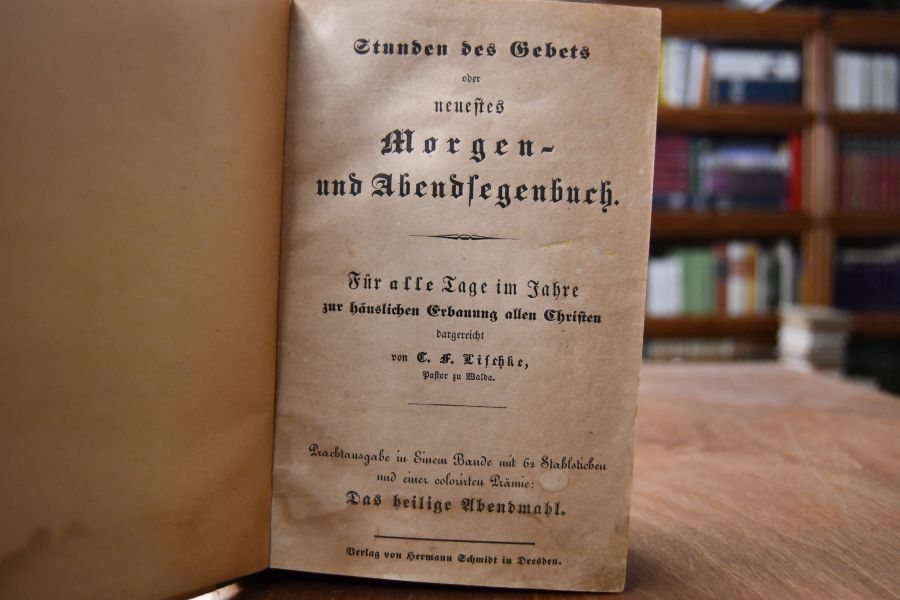 Stunden des Gebets
oder
neuestes
Morgen-
und Abendsegenbuch.
Für alle Tage im Jahre
zur häuslichen Erbauung allen Christen
dargereicht
von C. F. Lischke,
Pastor zu Walda.
Prachtausgabe in Einem Bande mit 62 Stahlstichen
und einer colorirten Prämie:
Das heilige Abendmahl.
Verlag von Hermann Schmidt in Dresden.